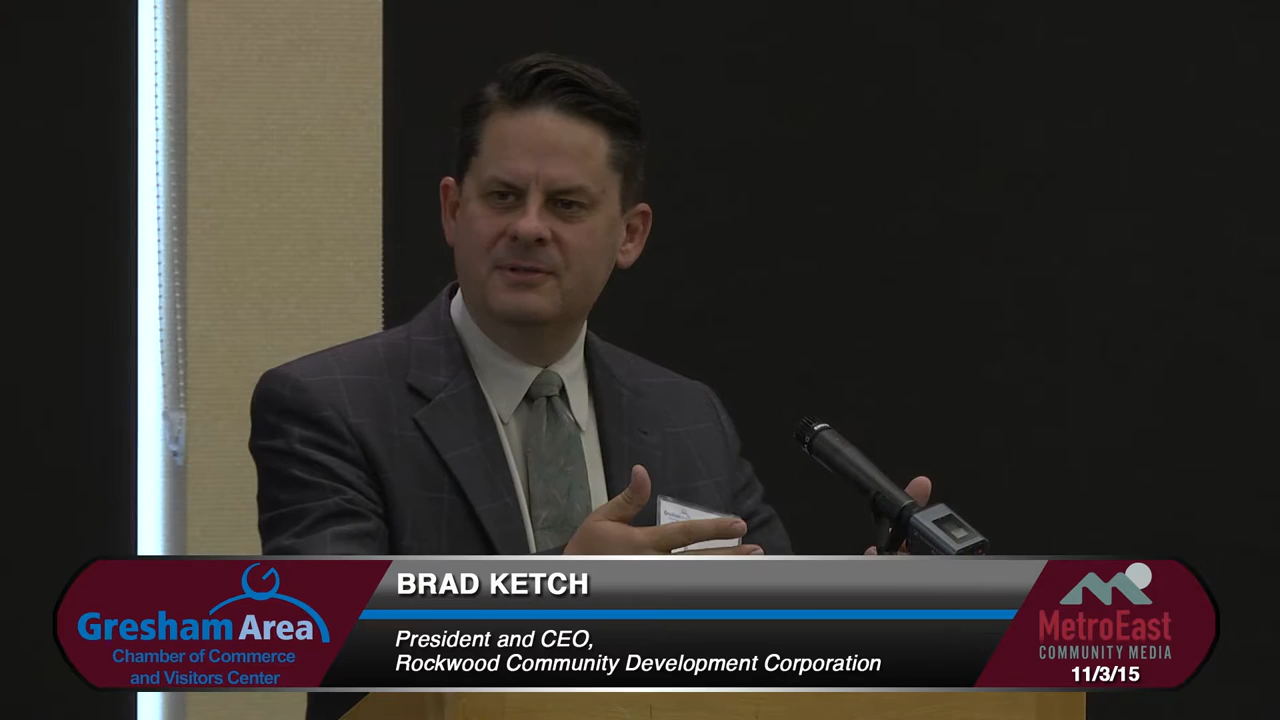 BRAD KETCH
President and CEO,
Rockwood Community Development Corporation
Gresham Area
Chamber of Commerce
and Visitors Center
MetroEast
COMMUNITY MEDIA
11/3/15